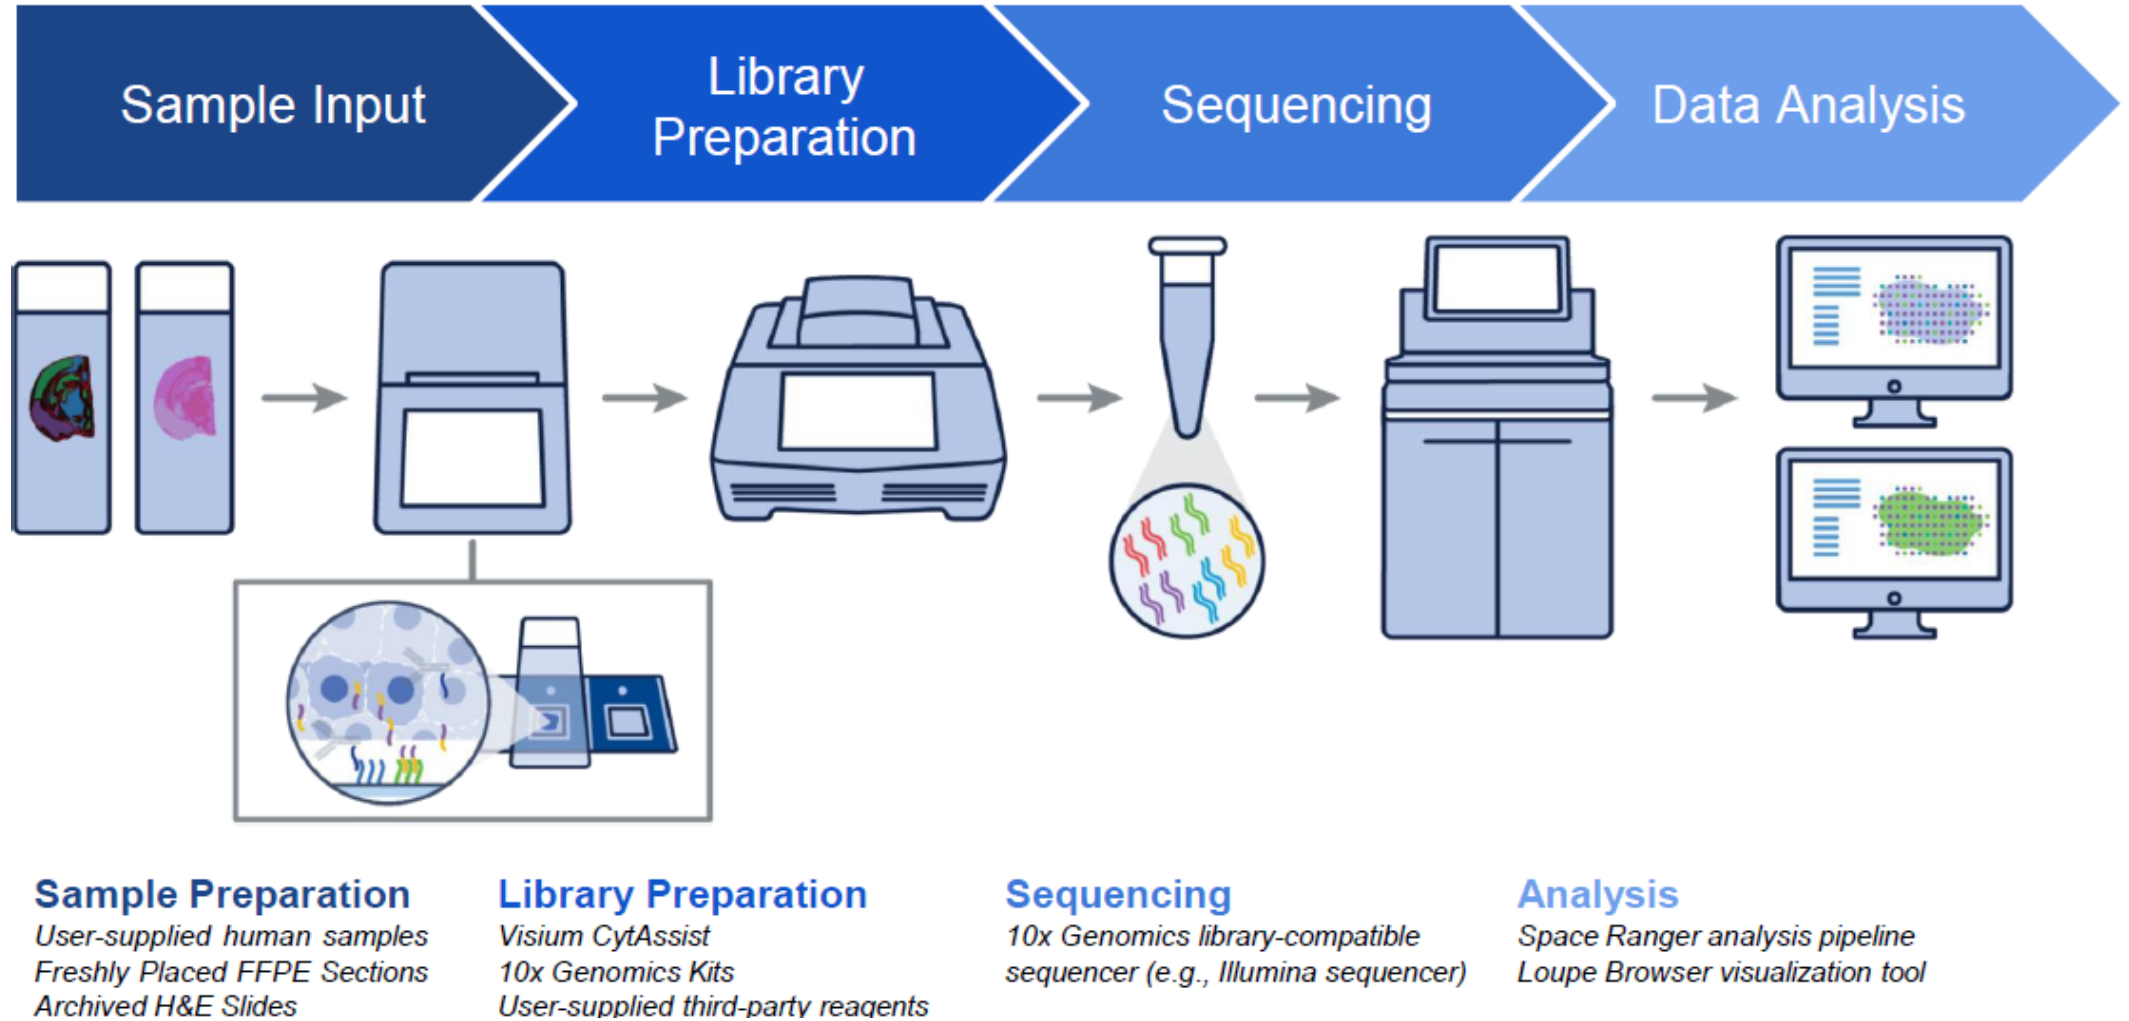 Sample Input
Library
Preparation
Sequencing
Data Analysis
Sample Preparation
User-supplied human samples
Freshly Placed FFPE Sections
Archived H&E Slides
Library Preparation
Visium CytAssist
10x Genomics Kits
User-supplied third-party reagents
Sequencing
10x Genomics library-compatible
sequencer (e.g., Illumina sequencer)
Analysis
Space Ranger analysis pipeline
Loupe Browser visualization tool